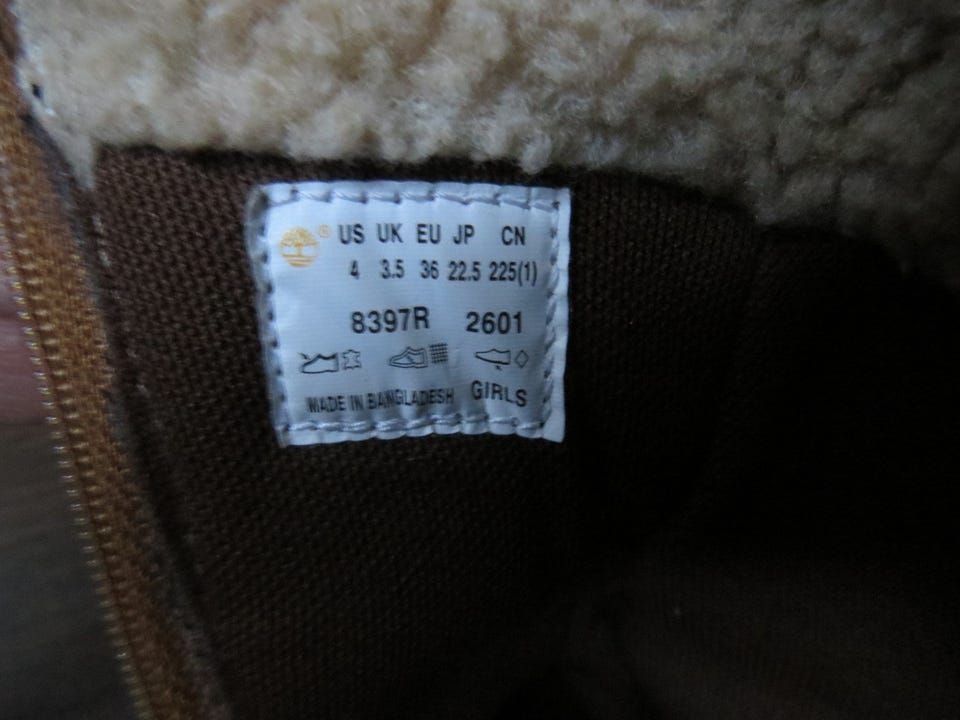 ® US UK EU JP CN
4 3.5 36 22.5 225(1)
8397R 2601
MADE IN BANGLADESH GIRLS